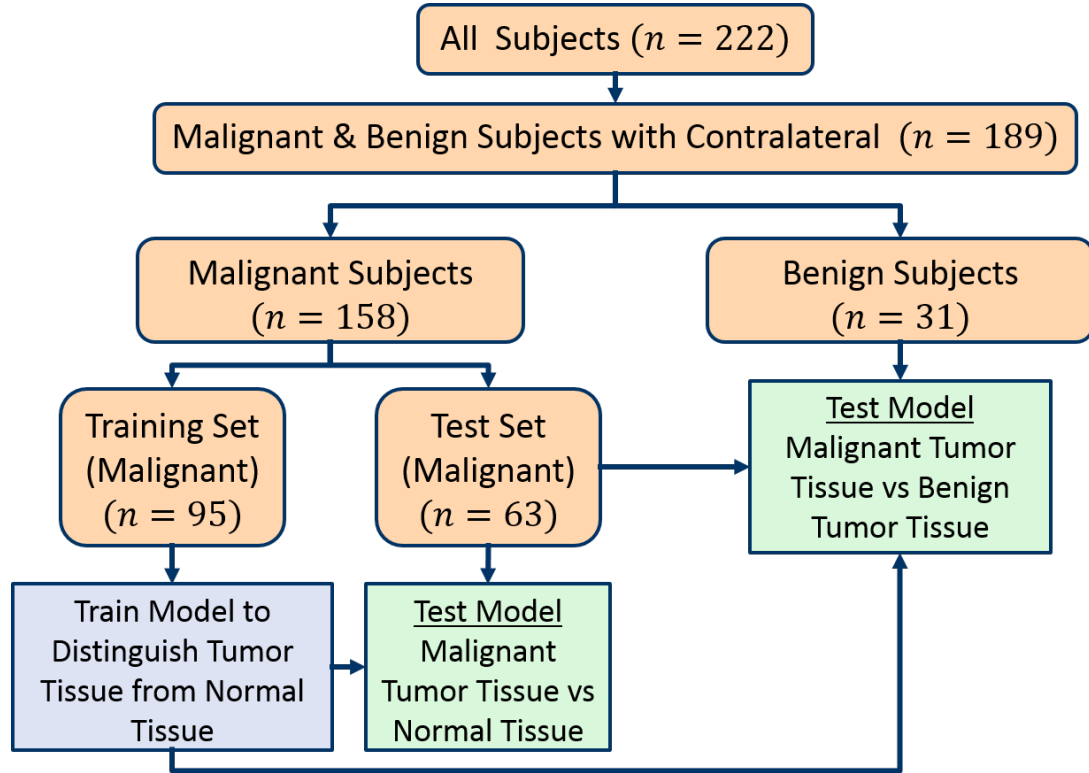 All Subjects (n = 222)
Malignant & Benign Subjects with Contralateral (n = 189)
Malignant Subjects
(n = 158)
Benign Subjects
(n = 31)
Training Set
(Malignant)
(n = 95)
Test Set
(Malignant)
(n = 63)
Test Model
Malignant Tumor
Tissue vs Benign
Tumor Tissue
Train Model to
Distinguish Tumor
Tissue from Normal
Tissue
Test Model
Malignant
Tumor Tissue vs
Normal Tissue